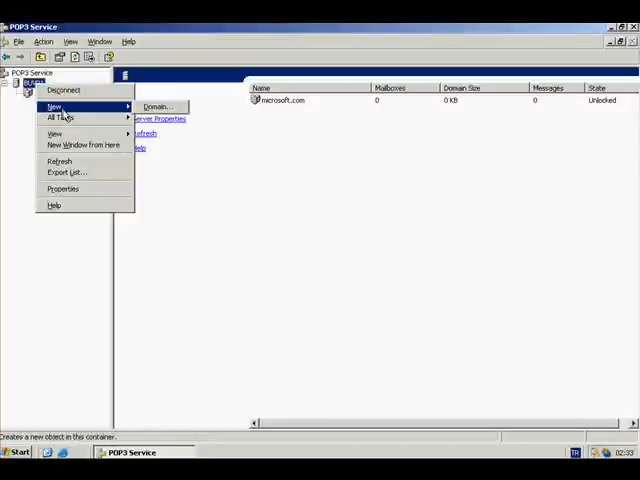 POP3 Service
File Action View Window Help
POP3 Service
Disconnect
New
Domain...
All Tasks
View
New Window from Here
Refresh
Export List...
Properties
Help
Server Properties
Refresh
Help
Name Mailboxes Domain Size Messages State
microsoft.com 0 0 KB 0 Unlocked
Creates a new object in this container.
Start POP3 Service TR 02:33